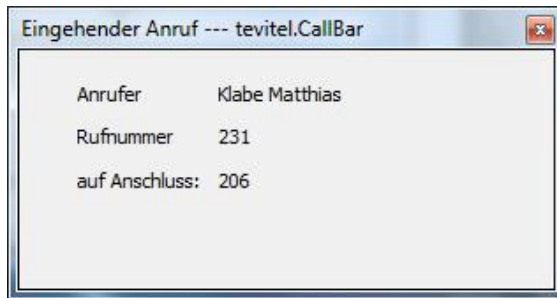 Eingehender Anruf --- tevitel.CallBar
Anrufer Klabe Matthias
Rufnummer 231
auf Anschluss: 206